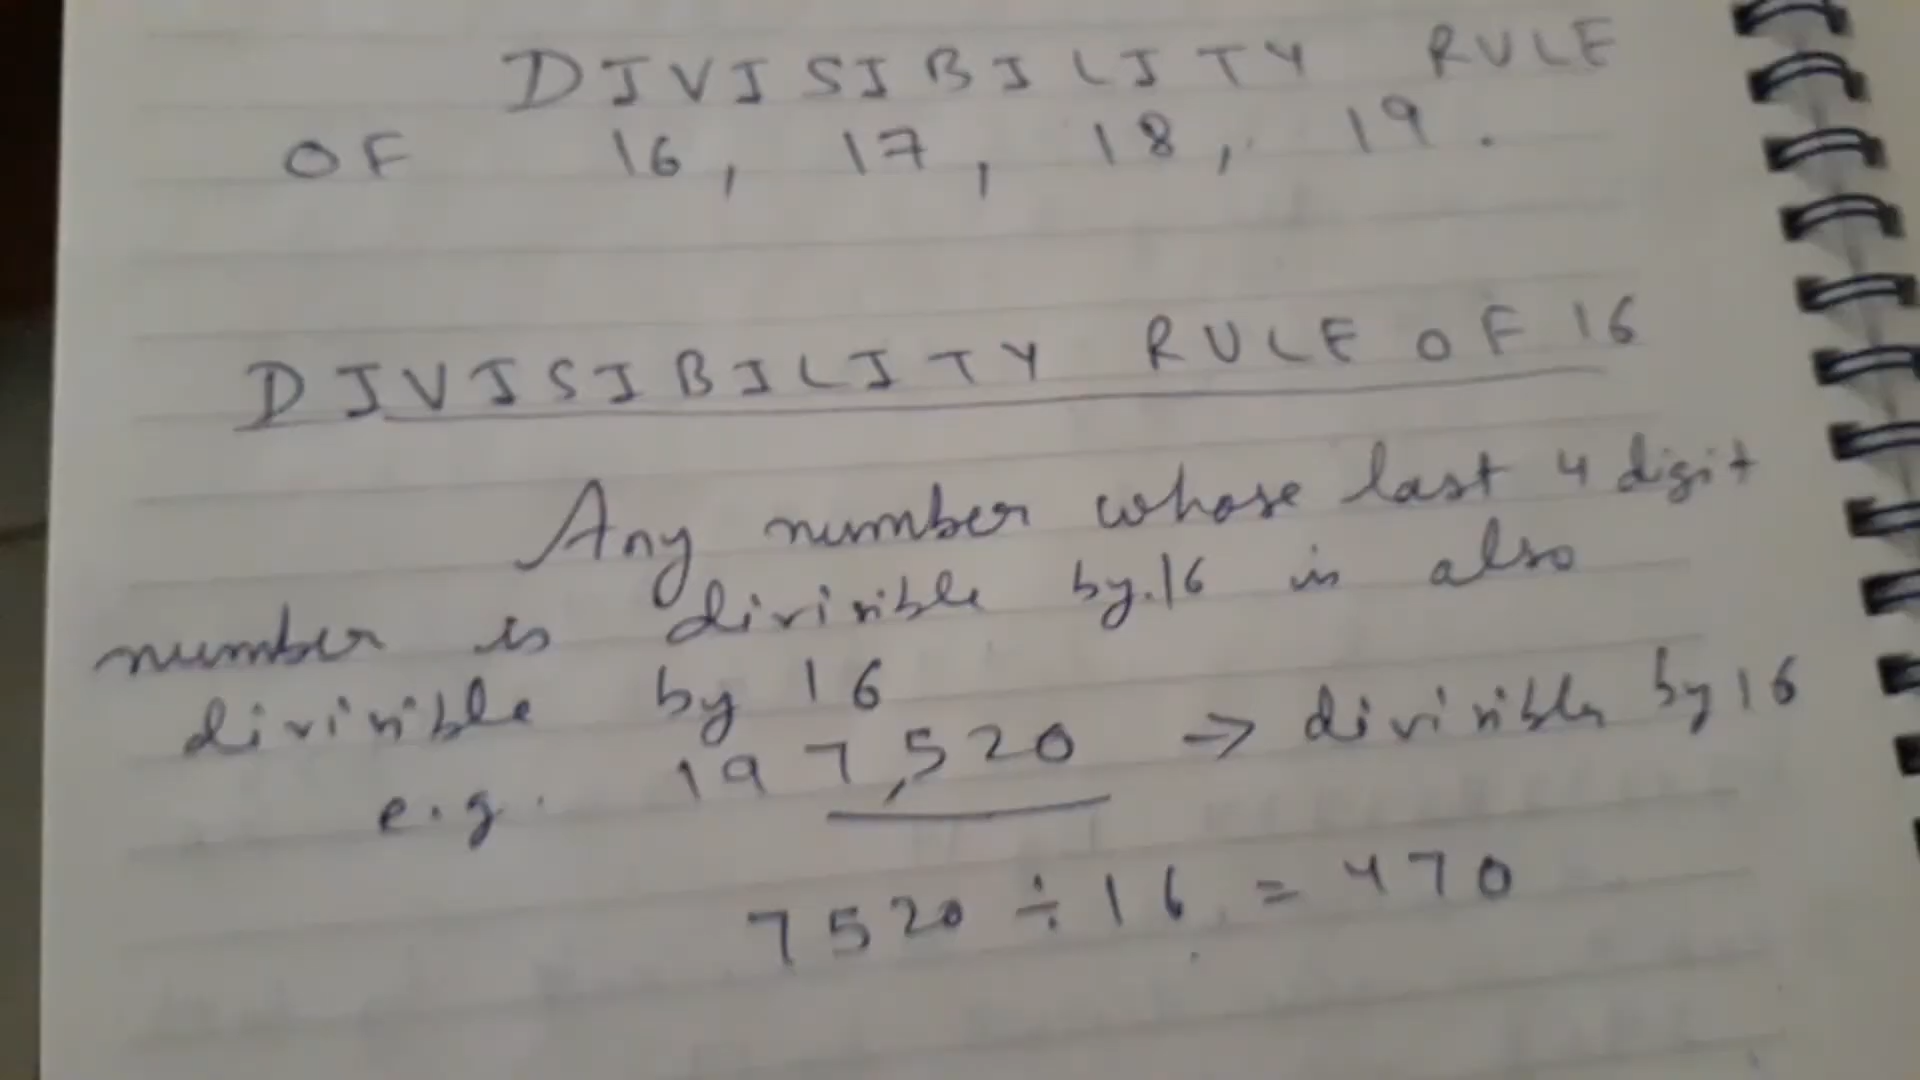 DIVISIBILITY RULE
OF 16, 17, 18, 19.
DIVISIBILITY RULE OF 16
Any number whose last 4 digit
number is divisible by 16 is also
divisible by 16
e.g. 197,520 → divisible by 16
7520 ÷ 16 = 470